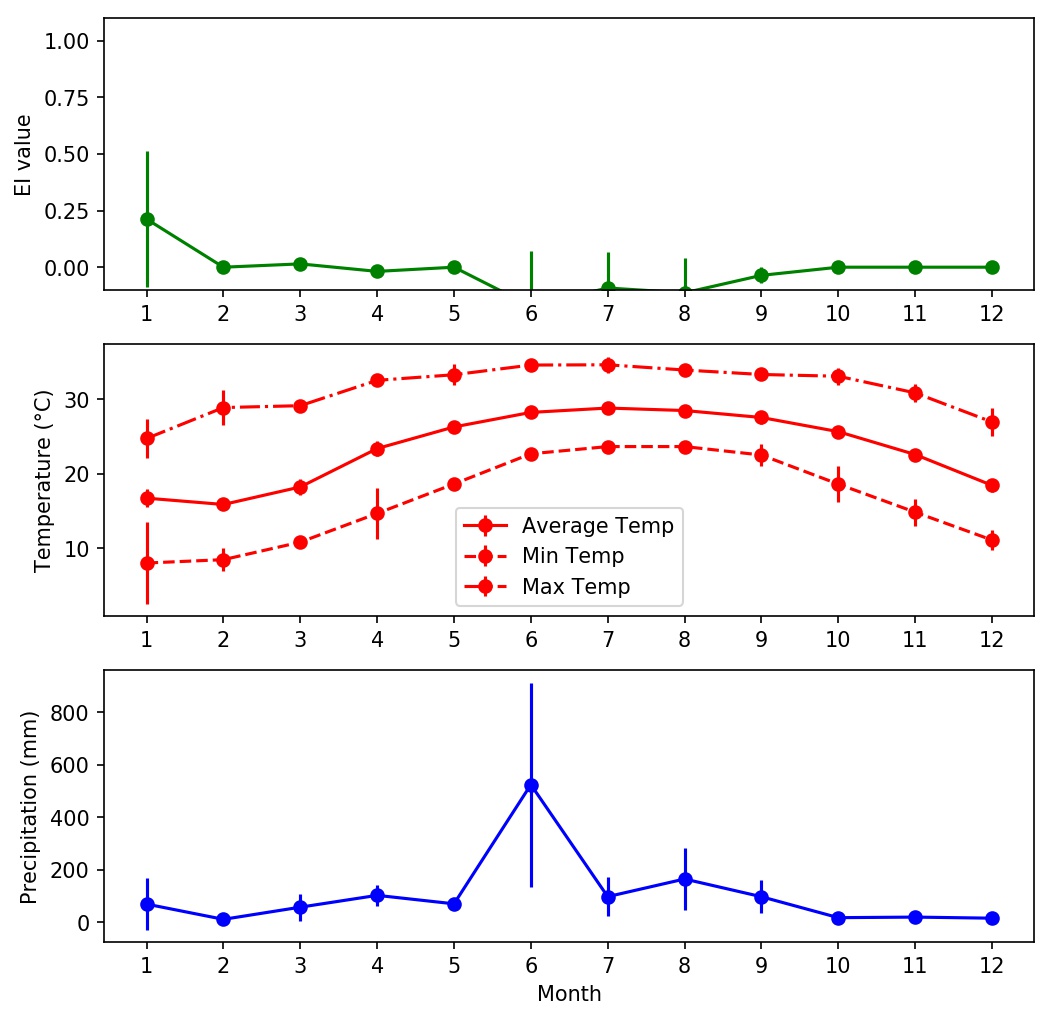 1.00
0.75
0.50
0.25
0.00
EI value
1 2 3 4 5 6 7 8 9 10 11 12
30
20
10
Temperature (°C)
Average Temp
Min Temp
Max Temp
1 2 3 4 5 6 7 8 9 10 11 12
800
600
400
200
0
Precipitation (mm)
1 2 3 4 5 6 7 8 9 10 11 12
Month